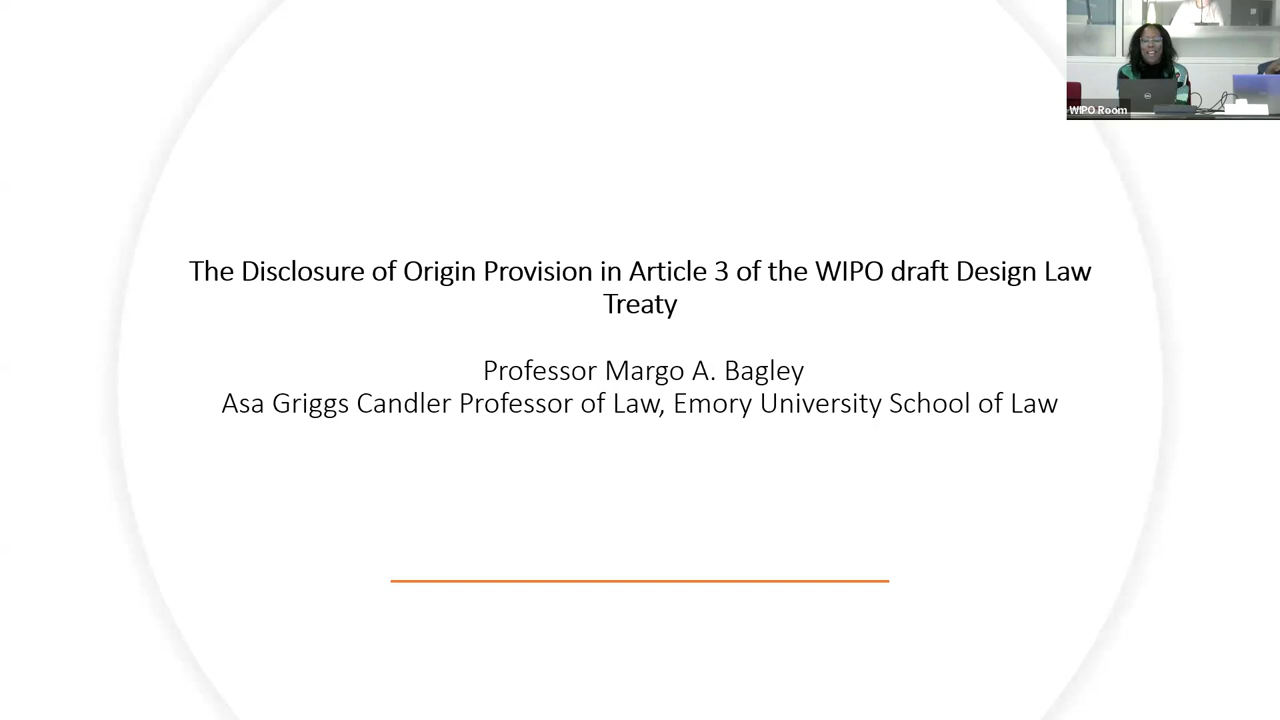 WIPO Room
The Disclosure of Origin Provision in Article 3 of the WIPO draft Design Law
Treaty
Professor Margo A. Bagley
Asa Griggs Candler Professor of Law, Emory University School of Law